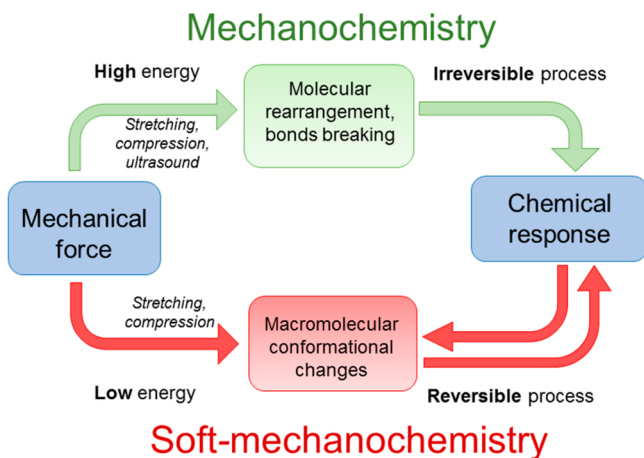 Mechanochemistry
High energy
Molecular
rearrangement,
bonds breaking
Irreversible process
Stretching,
compression,
ultrasound
Mechanical
force
Chemical
response
Stretching,
compression
Macromolecular
conformational
changes
Low energy
Reversible process
Soft-mechanochemistry